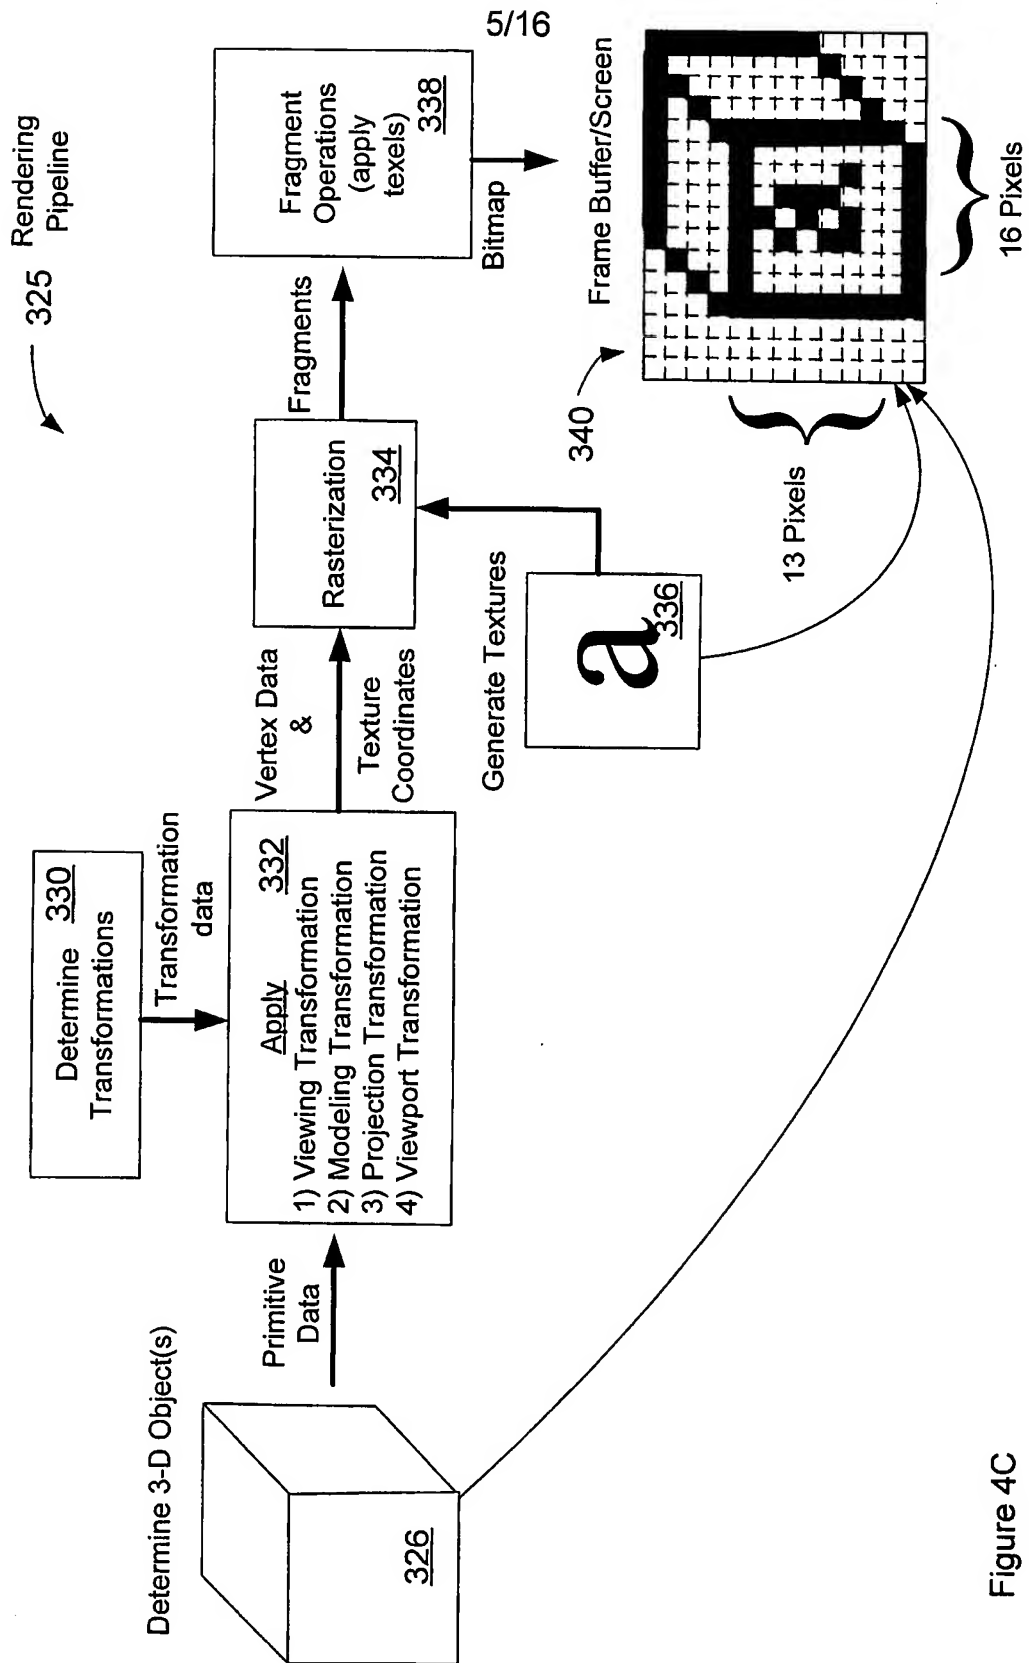 5/16
325 Rendering
Pipeline
Determine 3-D Object(s)
326
Primitive
Data
Determine 330
Transformations
Transformation
data
Apply 332
1) Viewing Transformation
2) Modeling Transformation
3) Projection Transformation
4) Viewport Transformation
Vertex Data
&
Texture
Coordinates
Rasterization
334
Generate Textures
a
336
Fragments
Fragment
Operations
(apply
texels)
338
Bitmap
Frame Buffer/Screen
340
a
13 Pixels
16 Pixels
Figure 4C